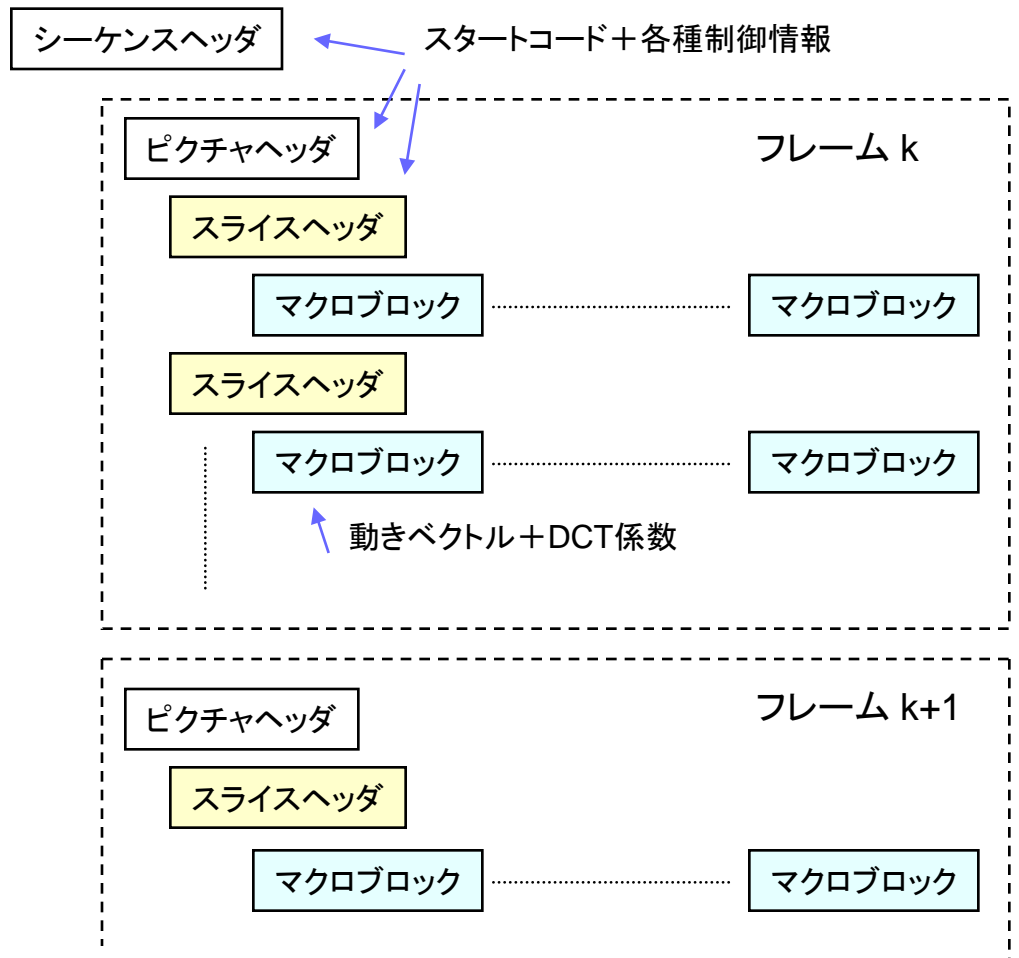 シーケンスヘッダ
スタートコード＋各種制御情報
ピクチャヘッダ
フレーム k
スライスヘッダ
マクロブロック
マクロブロック
スライスヘッダ
マクロブロック
マクロブロック
動きベクトル＋DCT係数
ピクチャヘッダ
フレーム k+1
スライスヘッダ
マクロブロック
マクロブロック